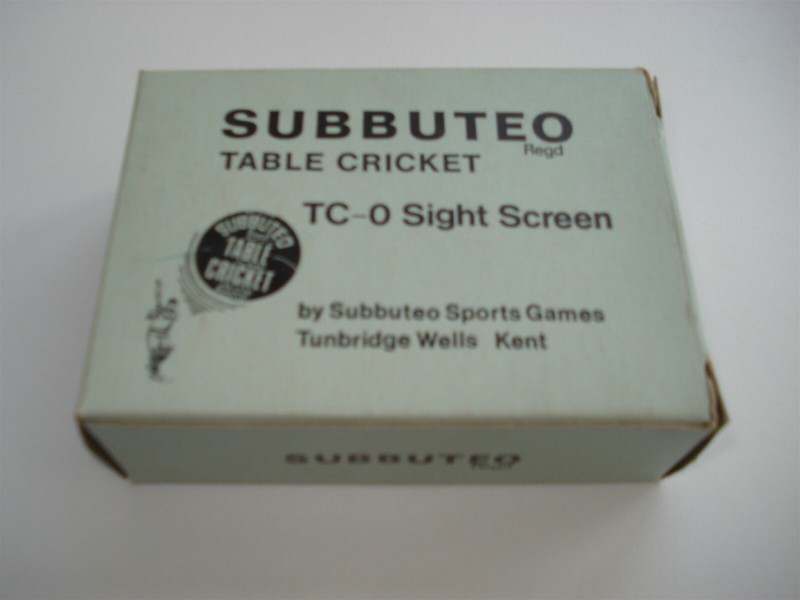 SUBBUTEO
Regd
TABLE CRICKET
TC-0 Sight Screen
SUBBUTEO
TABLE
CRICKET
by Subbuteo Sports Games
Tunbridge Wells Kent
SUBBUTEO
Regd